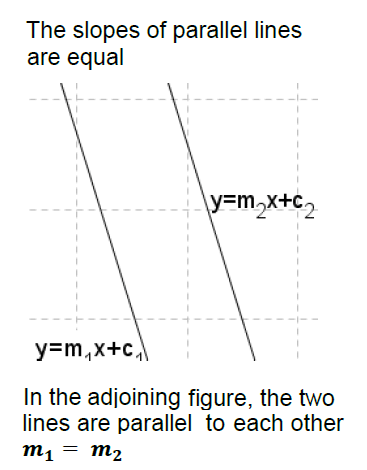 The slopes of parallel lines
are equal
y=m₂x+c₂
y=m₁x+c₁
In the adjoining figure, the two
lines are parallel to each other
m₁ = m₂